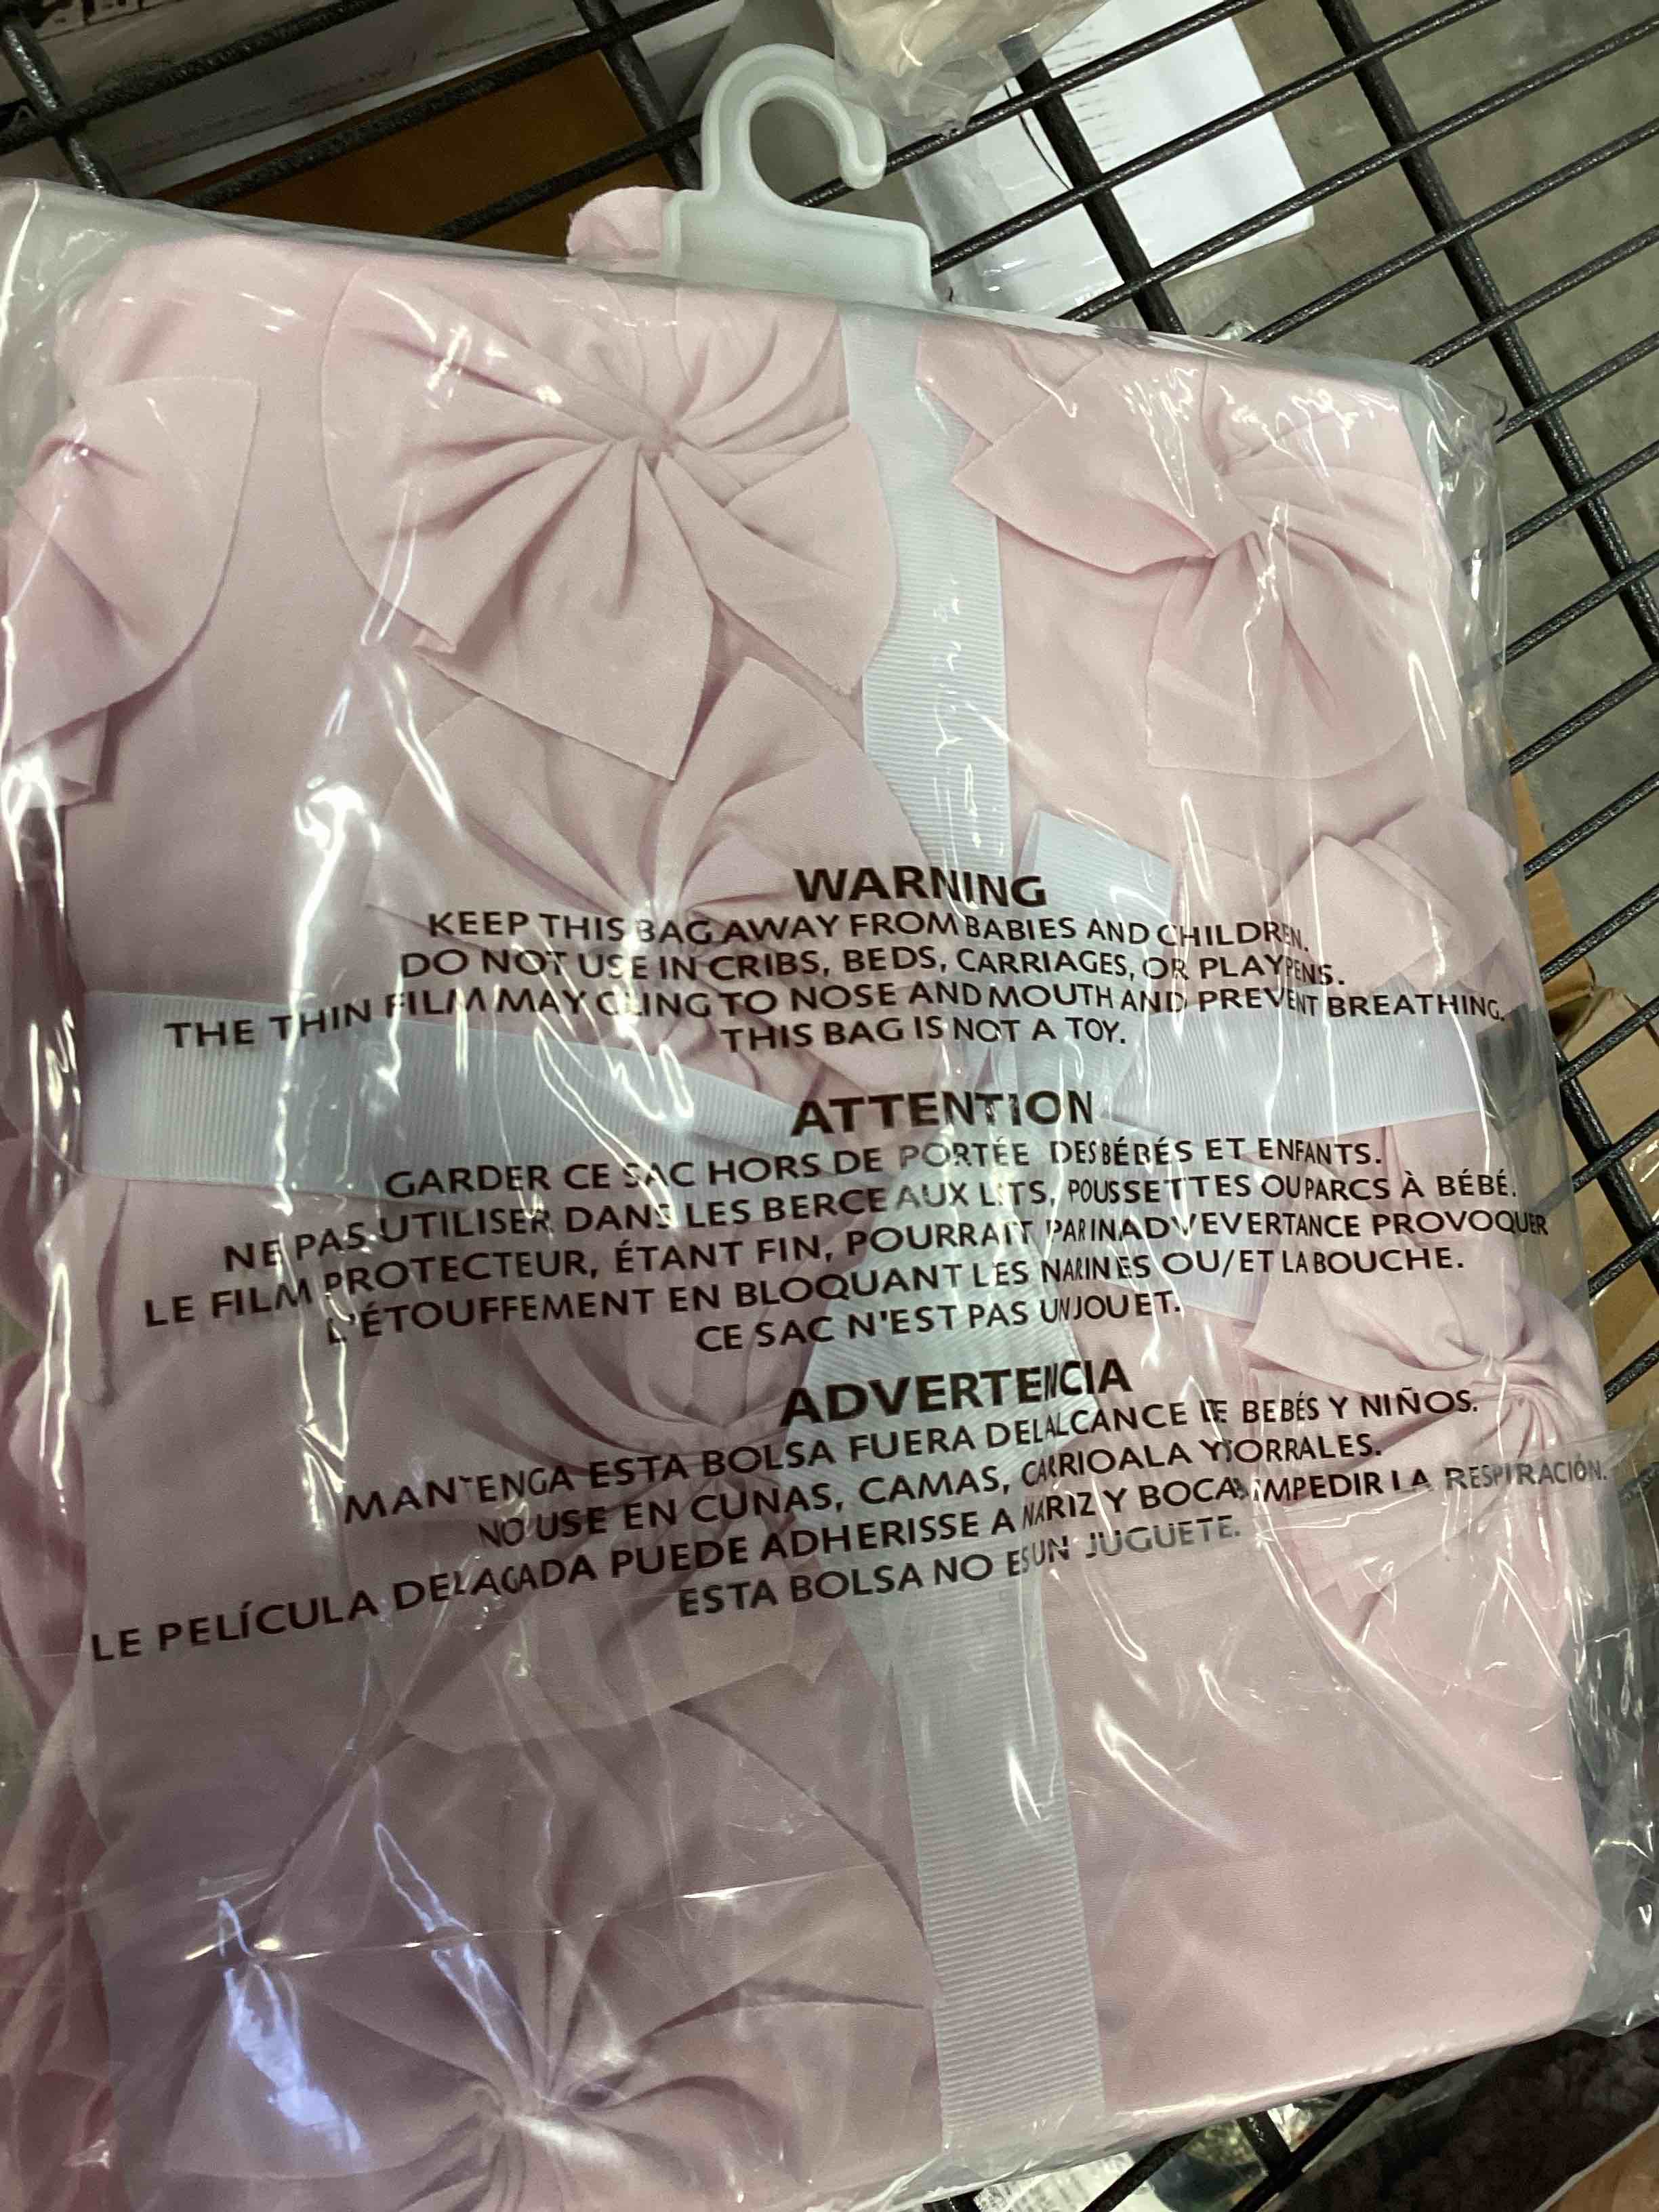 WARNING
KEEP THIS BAG AWAY FROM BABIES AND CHILDREN.
DO NOT USE IN CRIBS, BEDS, CARRIAGES, OR PLAYPENS.
THE THIN FILM MAY CLING TO NOSE AND MOUTH AND PREVENT BREATHING.
THIS BAG IS NOT A TOY.
ATTENTION
GARDER CE SAC HORS DE PORTÉE DES BÉBÉS ET ENFANTS.
NE PAS UTILISER DANS LES BERCEAUX LITS, POUSSETTES OU PARCS À BÉBÉ.
LE FILM PROTECTEUR, ÉTANT FIN, POURRAIT PAR INADVEVERTANCE PROVOQUER
L'ÉTOUFFEMENT EN BLOQUANT LES NARINES OU/ET LA BOUCHE.
CE SAC N'EST PAS UN JOUET.
ADVERTENCIA
MANTENGA ESTA BOLSA FUERA DEL ALCANCE DE BEBÉS Y NIÑOS.
NO USE EN CUNAS, CAMAS, CARRIOALA Y CORRALES.
LE PELÍCULA DELAGADA PUEDE ADHERISSE A NARIZ Y BOCA IMPEDIR LA RESPIRACIÓN.
ESTA BOLSA NO ES UN JUGUETE.